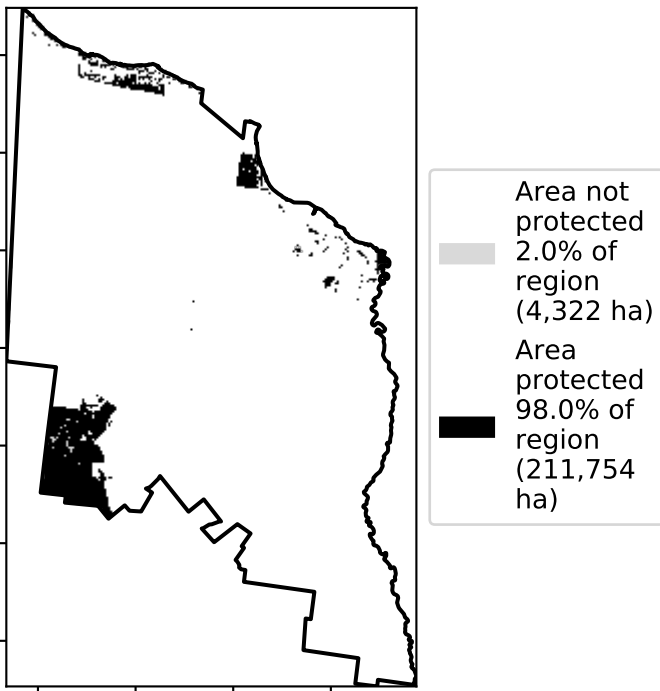 Area not
protected
2.0% of
region
(4,322 ha)
Area
protected
98.0% of
region
(211,754
ha)